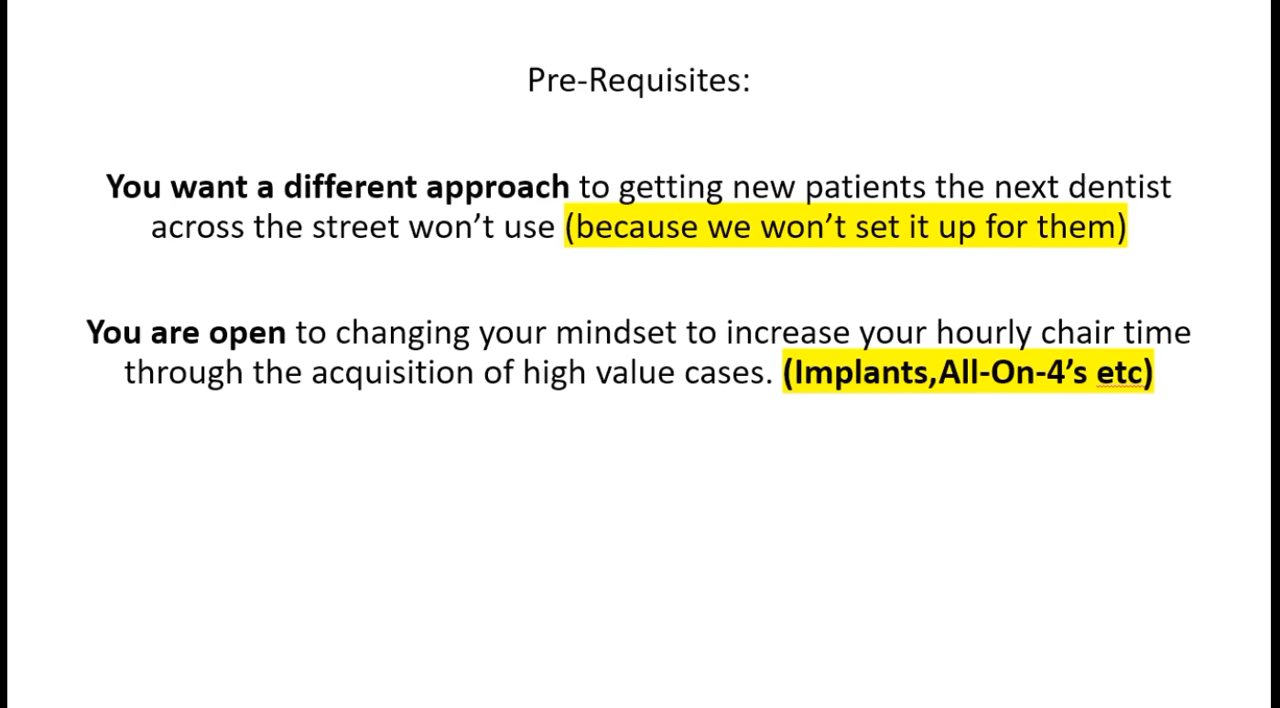 Pre-Requisites:
You want a different approach to getting new patients the next dentist
across the street won’t use (because we won’t set it up for them)
You are open to changing your mindset to increase your hourly chair time
through the acquisition of high value cases. (Implants,All-On-4’s etc)